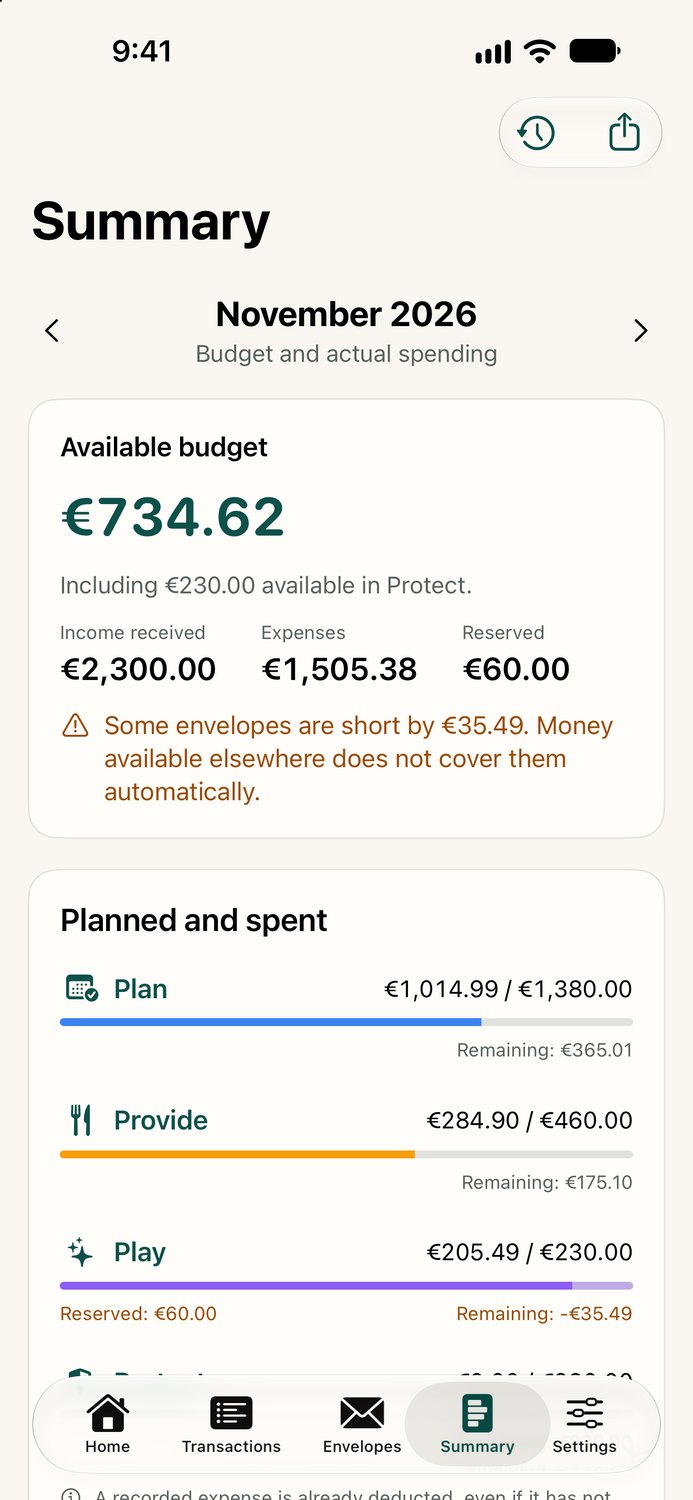 9:41
Summary
November 2026
Budget and actual spending
Available budget
€734.62
Including €230.00 available in Protect.
Income received Expenses Reserved
€2,300.00 €1,505.38 €60.00
Some envelopes are short by €35.49. Money
available elsewhere does not cover them
automatically.
Planned and spent
Plan €1,014.99 / €1,380.00
Remaining: €365.01
Provide €284.90 / €460.00
Remaining: €175.10
Play €205.49 / €230.00
Reserved: €60.00 Remaining: -€35.49
Home Transactions Envelopes Summary Settings
A recorded expense is already deducted, even if it has not